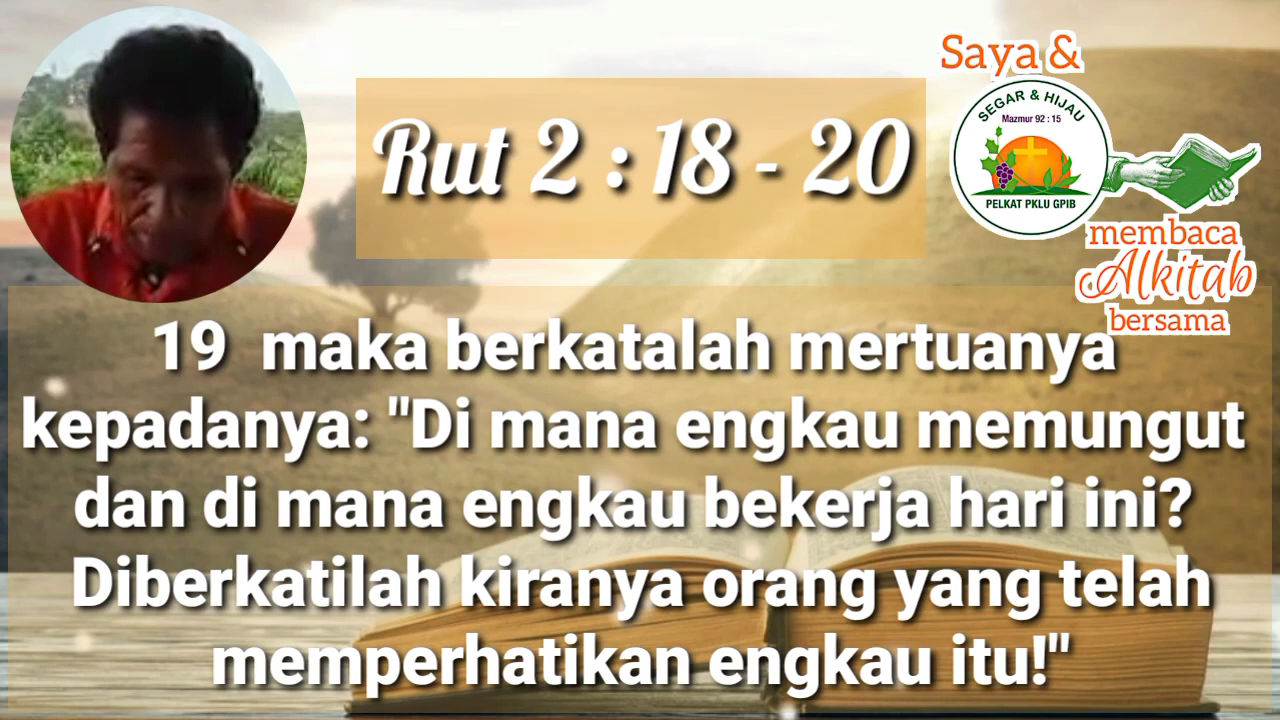 Rut 2 : 18 - 20
Saya &
SEGAR & HIJAU
Mazmur 92 : 15
PELKAT PKLU GPIB
membaca
Alkitab
bersama
19 maka berkatalah mertuanya
kepadanya: "Di mana engkau memungut
dan di mana engkau bekerja hari ini?
Diberkatilah kiranya orang yang telah
memperhatikan engkau itu!"